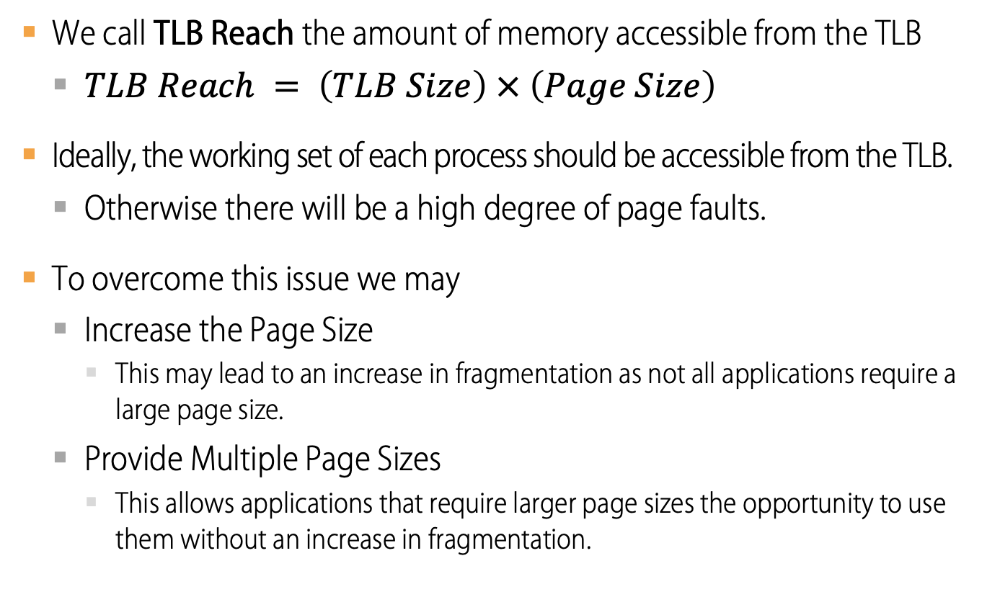 We call TLB Reach the amount of memory accessible from the TLB
TLB Reach = (TLB Size) × (Page Size)
Ideally, the working set of each process should be accessible from the TLB.
Otherwise there will be a high degree of page faults.
To overcome this issue we may
Increase the Page Size
This may lead to an increase in fragmentation as not all applications require a
large page size.
Provide Multiple Page Sizes
This allows applications that require larger page sizes the opportunity to use
them without an increase in fragmentation.